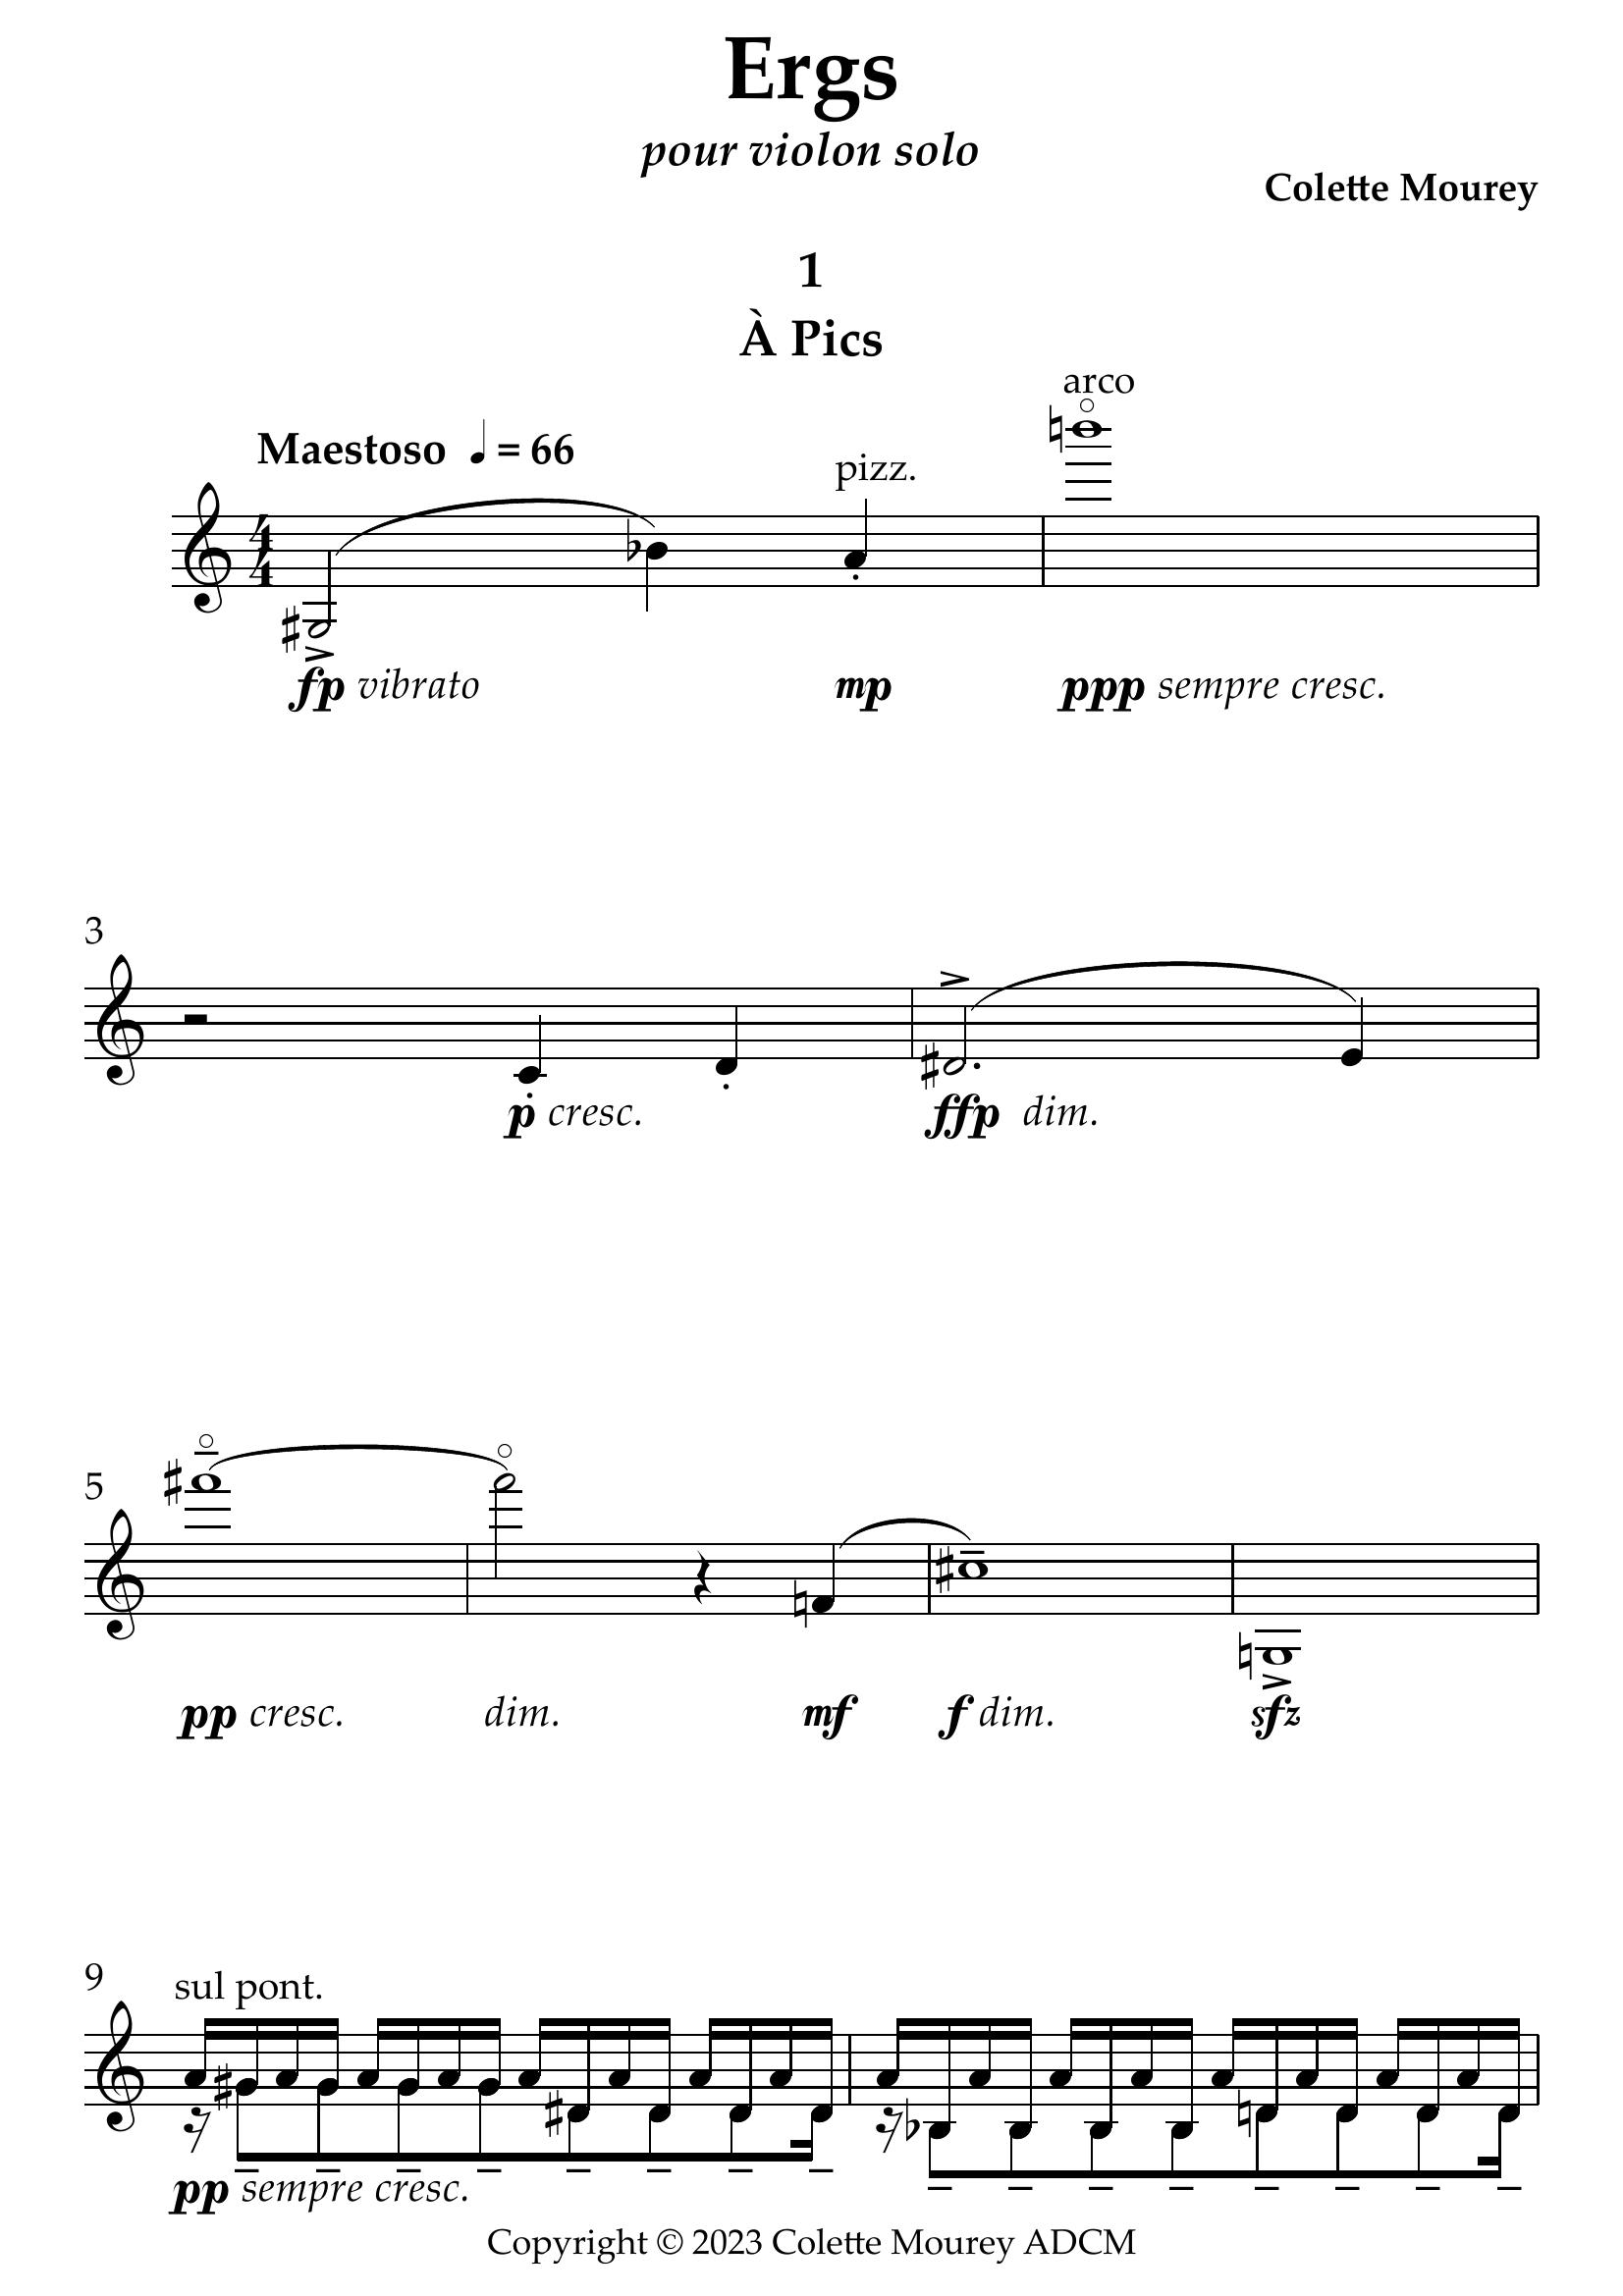 Ergs
pour violon solo
Colette Mourey
1
À Pics
arco
Maestoso ♩ = 66
pizz.
4
4
fp vibrato mp ppp sempre cresc.
3
p cresc. ffp dim.
5
pp cresc. dim. mf f dim. sfz
9
sul pont.
pp sempre cresc.
Copyright © 2023 Colette Mourey ADCM